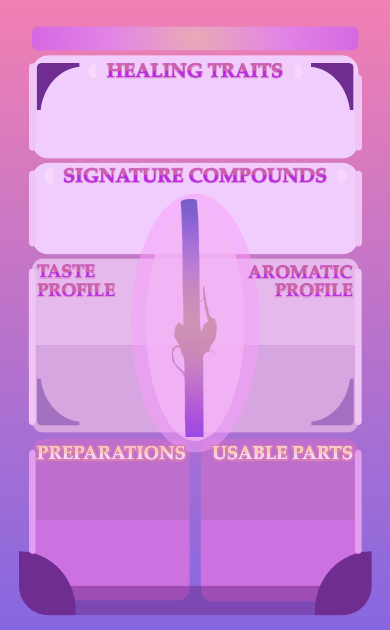 HEALING TRAITS
SIGNATURE COMPOUNDS
TASTE
PROFILE
AROMATIC
PROFILE
PREPARATIONS
USABLE PARTS